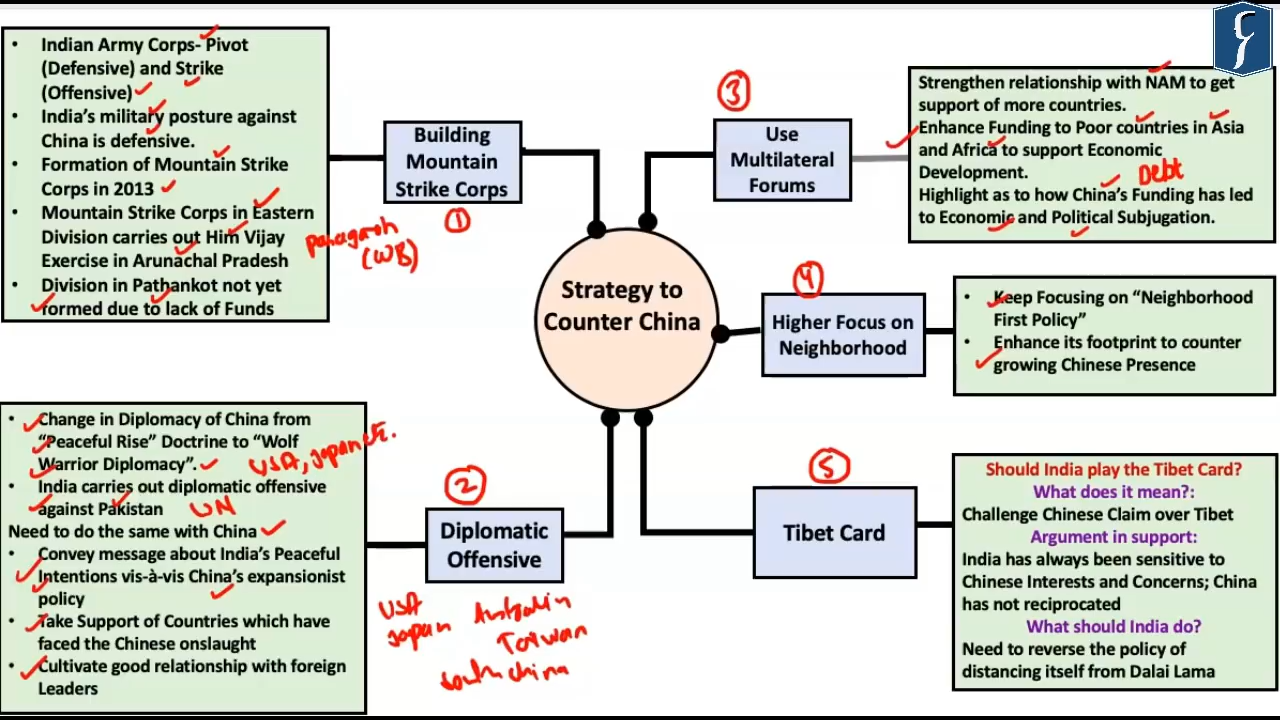 • Indian Army Corps- Pivot
(Defensive) and Strike
(Offensive)
• India's military posture against
China is defensive.
• Formation of Mountain Strike
Corps in 2013
• Mountain Strike Corps in Eastern
Division carries out Him Vijay
Exercise in Arunachal Pradesh
• Division in Pathankot not yet
formed due to lack of Funds
(WB)
Building
Mountain
Strike Corps
1
3
Use
Multilateral
Forums
Strengthen relationship with NAM to get
support of more countries.
Enhance Funding to Poor countries in Asia
and Africa to support Economic
Development.
Debt
Highlight as to how China's Funding has led
to Economic and Political Subjugation.
Strategy to
Counter China
4
Higher Focus on
Neighborhood
• Keep Focusing on "Neighborhood
First Policy"
• Enhance its footprint to counter
growing Chinese Presence
• Change in Diplomacy of China from
"Peaceful Rise" Doctrine to "Wolf
Warrior Diplomacy".
USA, Japan etc.
• India carries out diplomatic offensive
against Pakistan
UN
Need to do the same with China
• Convey message about India's Peaceful
Intentions vis-à-vis China's expansionist
policy
• Take Support of Countries which have
faced the Chinese onslaught
• Cultivate good relationship with foreign
Leaders
2
Diplomatic
Offensive
USA
Japan
Australia
Taiwan
South China
5
Tibet Card
Should India play the Tibet Card?
What does it mean?:
Challenge Chinese Claim over Tibet
Argument in support:
India has always been sensitive to
Chinese Interests and Concerns; China
has not reciprocated
What should India do?
Need to reverse the policy of
distancing itself from Dalai Lama